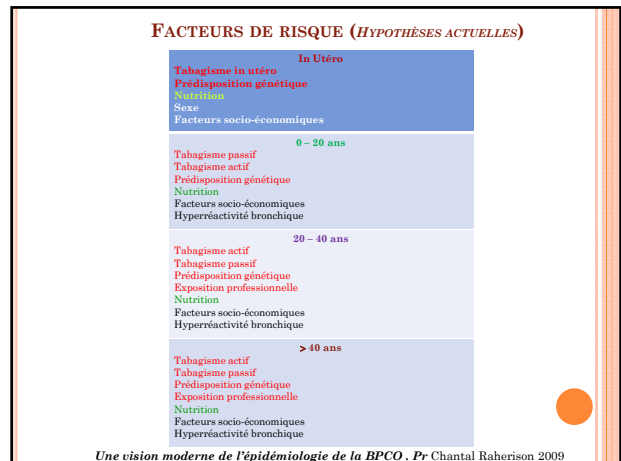 FACTEURS DE RISQUE (HYPOTHÈSES ACTUELLES)
In Utéro
Tabagisme in utéro
Prédisposition génétique
Nutrition
Sexe
Facteurs socio-économiques
0 – 20 ans
Tabagisme passif
Tabagisme actif
Prédisposition génétique
Nutrition
Facteurs socio-économiques
Hyperréactivité bronchique
20 – 40 ans
Tabagisme actif
Tabagisme passif
Prédisposition génétique
Exposition professionnelle
Nutrition
Facteurs socio-économiques
Hyperréactivité bronchique
> 40 ans
Tabagisme actif
Tabagisme passif
Prédisposition génétique
Exposition professionnelle
Nutrition
Facteurs socio-économiques
Hyperréactivité bronchique
Une vision moderne de l'épidémiologie de la BPCO . Pr Chantal Raherison 2009